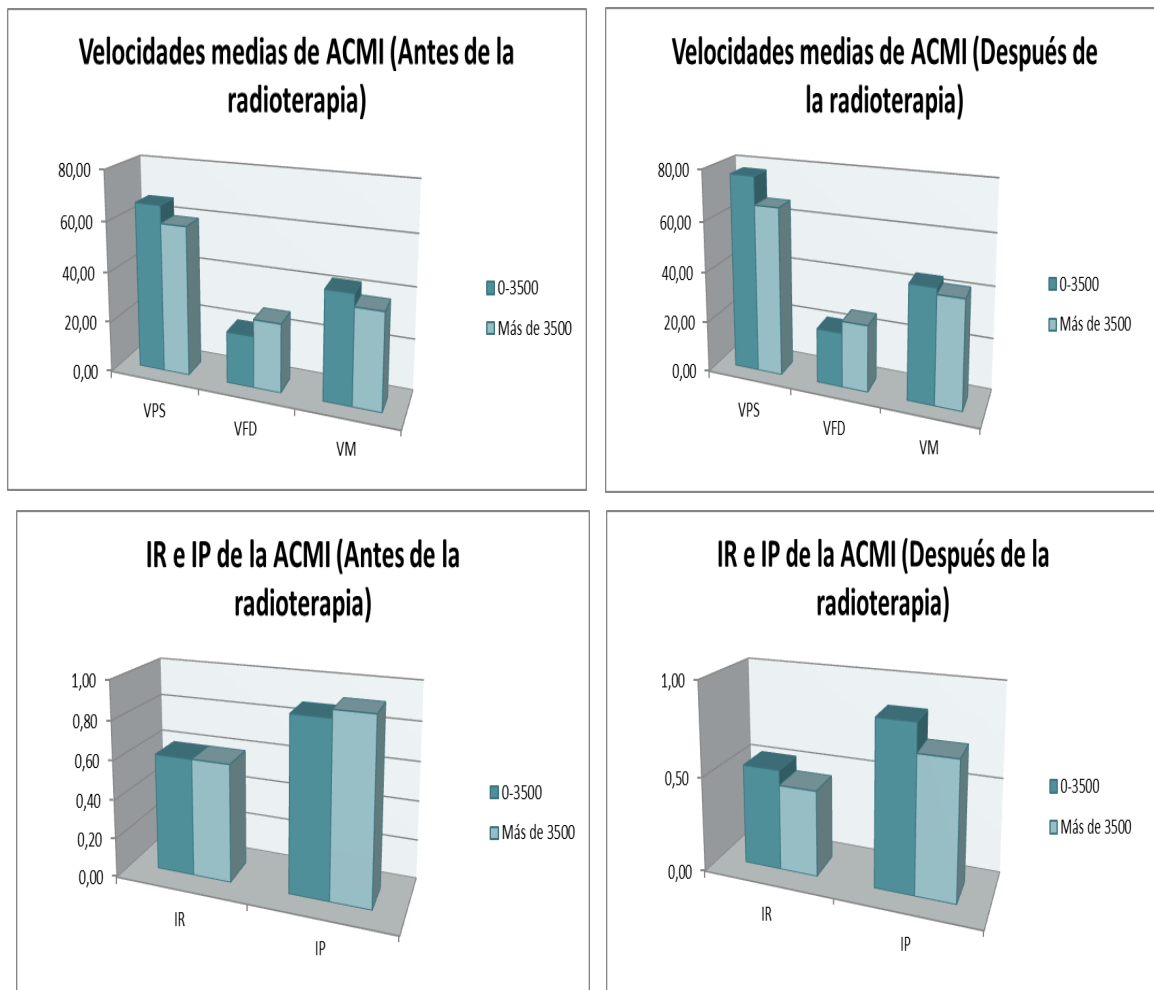 Velocidades medias de ACMI (Antes de la
radioterapia)
80,00
60,00
40,00
20,00
0,00
VPS
VFD
VM
0-3500
Más de 3500
Velocidades medias de ACMI (Después de
la radioterapia)
80,00
60,00
40,00
20,00
0,00
VPS
VFD
VM
0-3500
Más de 3500
IR e IP de la ACMI (Antes de la
radioterapia)
1,00
0,80
0,60
0,40
0,20
0,00
IR
IP
0-3500
Más de 3500
IR e IP de la ACMI (Después de la
radioterapia)
1,00
0,50
0,00
IR
IP
0-3500
Más de 3500